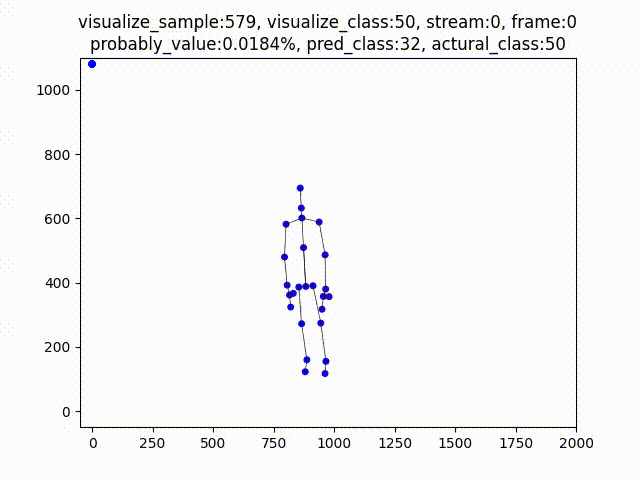 visualize_sample:579, visualize_class:50, stream:0, frame:0
probably_value:0.0184%, pred_class:32, actural_class:50
1000
800
600
400
200
0
0 250 500 750 1000 1250 1500 1750 2000